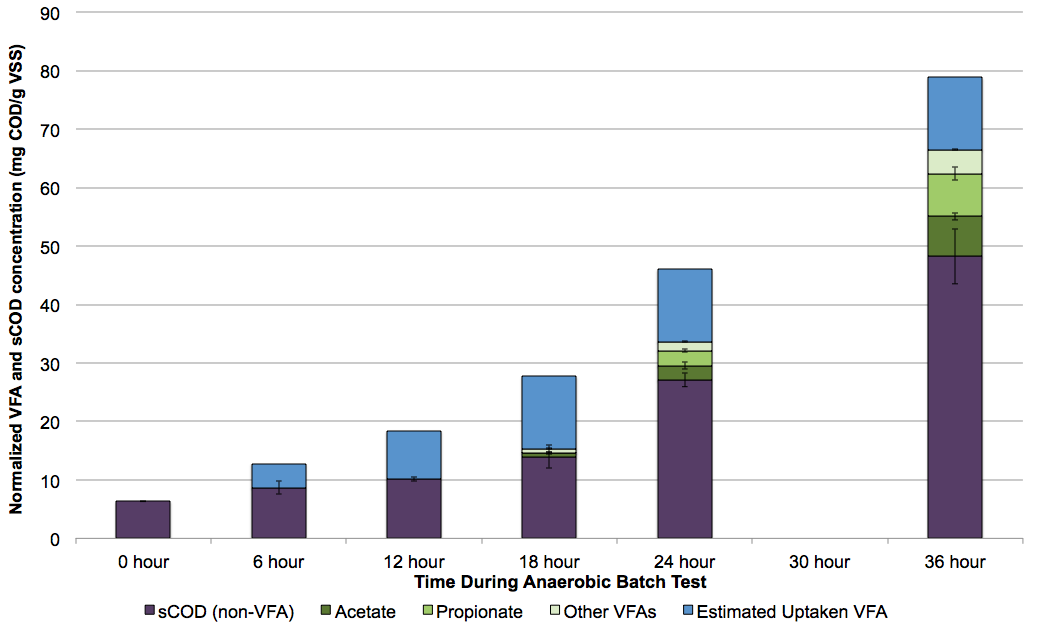 Normalized VFA and sCOD concentration (mg COD/g VSS)
90
80
70
60
50
40
30
20
10
0
0 hour 6 hour 12 hour 18 hour 24 hour 30 hour 36 hour
Time During Anaerobic Batch Test
sCOD (non-VFA) Acetate Propionate Other VFAs Estimated Uptaken VFA